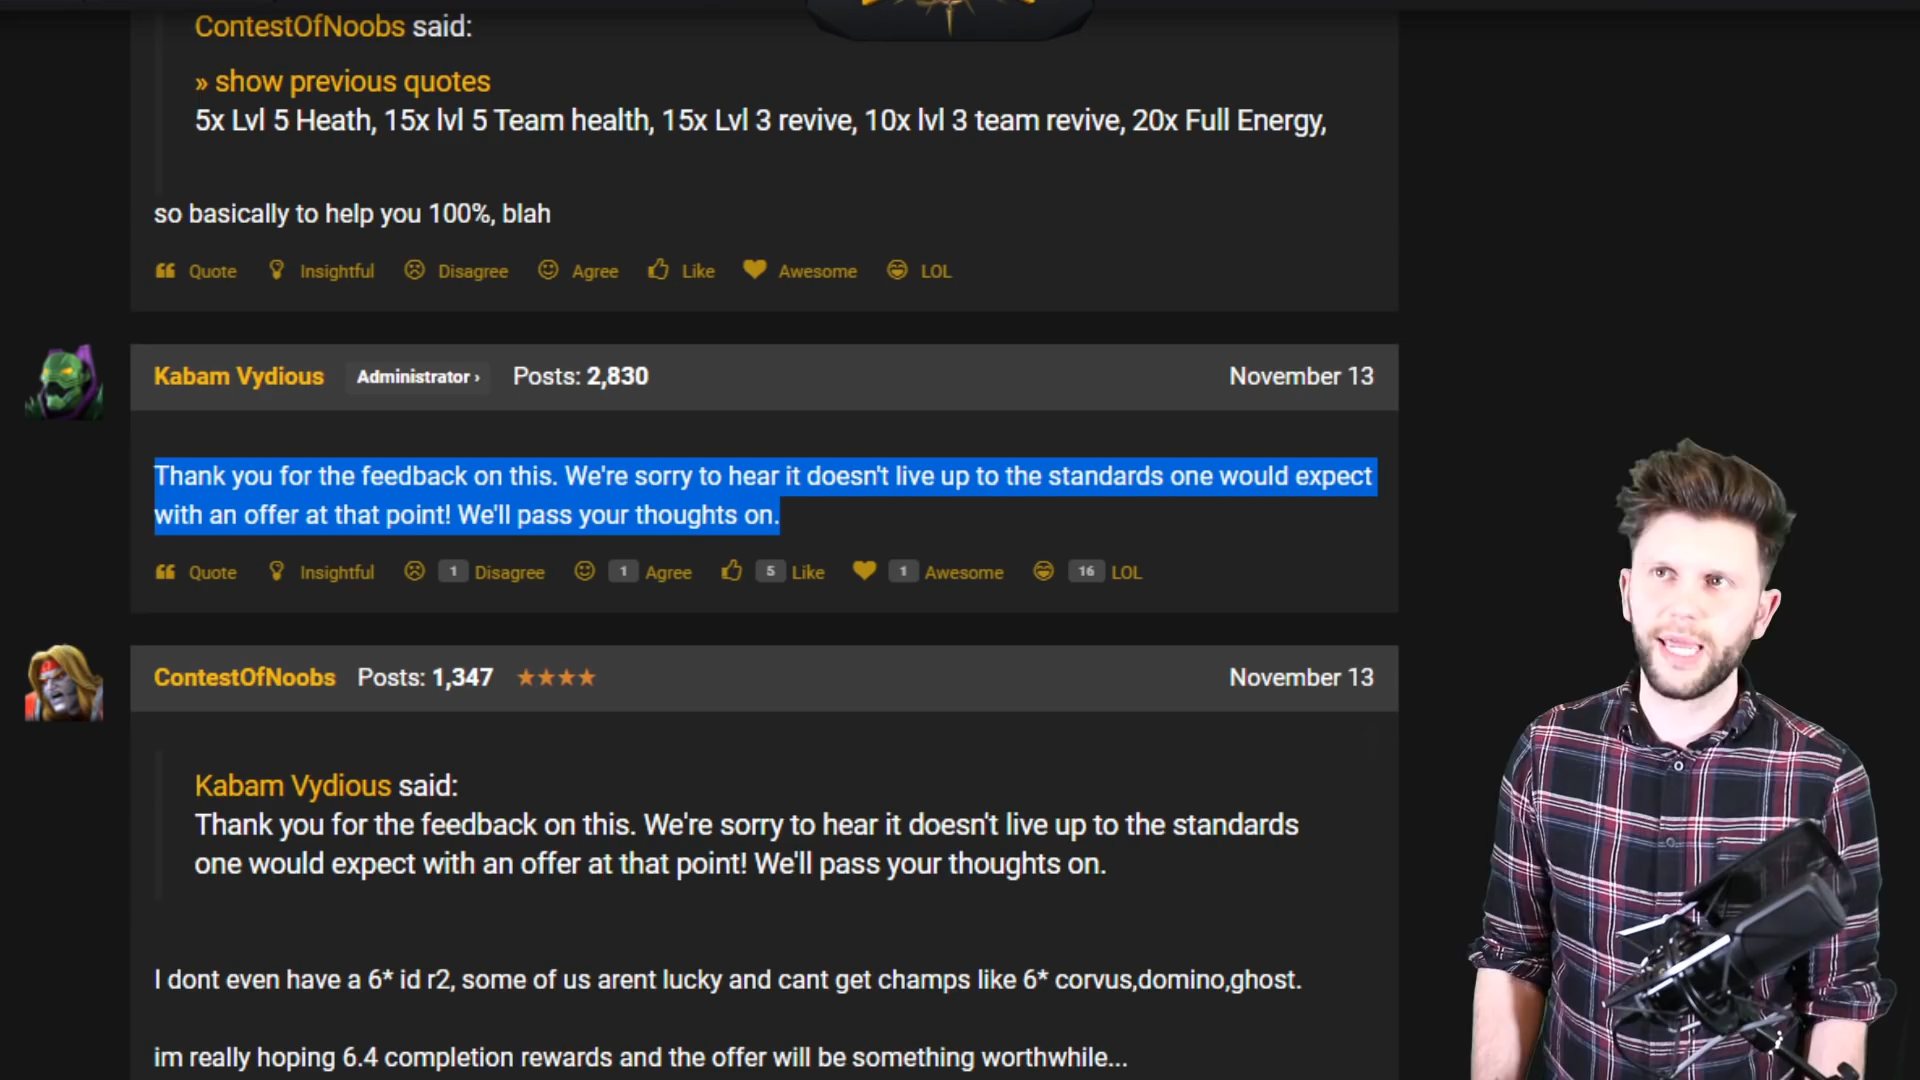 ContestOfNoobs said:
» show previous quotes
5x Lvl 5 Heath, 15x lvl 5 Team health, 15x Lvl 3 revive, 10x lvl 3 team revive, 20x Full Energy,
so basically to help you 100%, blah
Quote Insightful Disagree Agree Like Awesome LOL
Kabam Vydious Administrator › Posts: 2,830 November 13
Thank you for the feedback on this. We're sorry to hear it doesn't live up to the standards one would expect
with an offer at that point! We'll pass your thoughts on.
Quote Insightful 1 Disagree 1 Agree 5 Like 1 Awesome 16 LOL
ContestOfNoobs Posts: 1,347 ★★★★ November 13
Kabam Vydious said:
Thank you for the feedback on this. We're sorry to hear it doesn't live up to the standards
one would expect with an offer at that point! We'll pass your thoughts on.
I dont even have a 6* id r2, some of us arent lucky and cant get champs like 6* corvus,domino,ghost.
im really hoping 6.4 completion rewards and the offer will be something worthwhile...